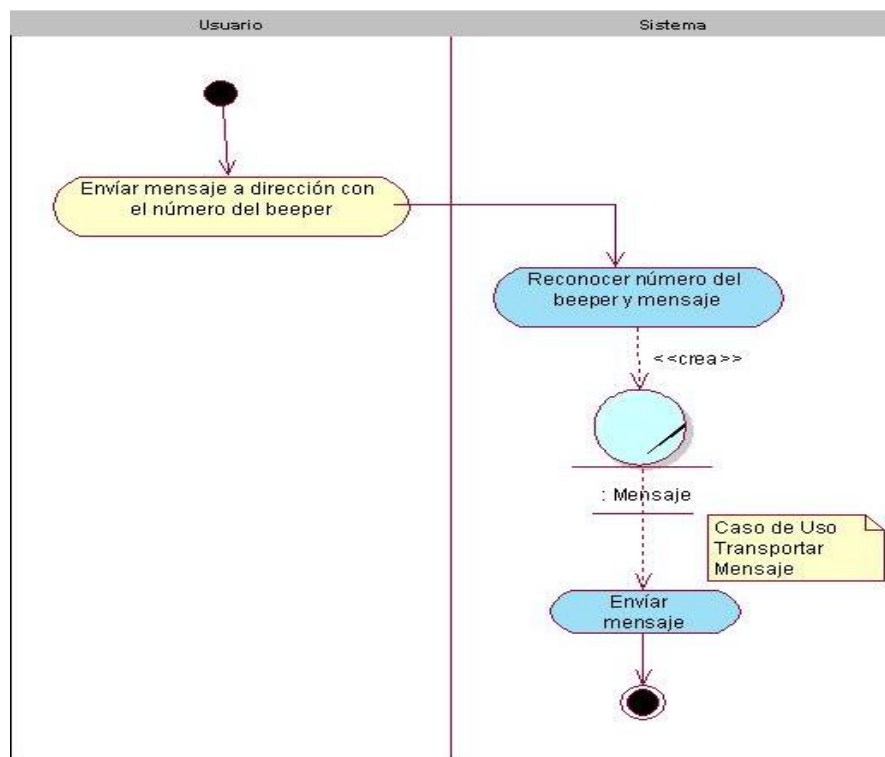 Usuario
Sistema
Envíar mensaje a dirección con
el número del beeper
Reconocer número del
beeper y mensaje
<<crea>>
: Mensaje
Caso de Uso
Transportar
Mensaje
Envíar
mensaje